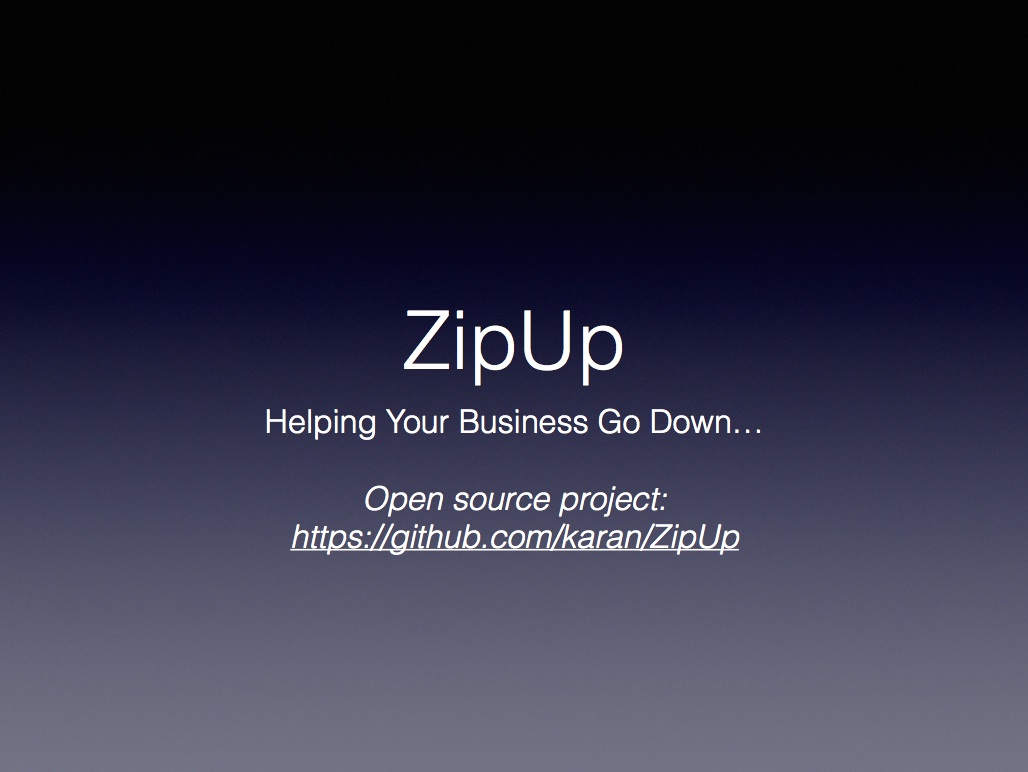 ZipUp
Helping Your Business Go Down…
Open source project:
https://github.com/karan/ZipUp